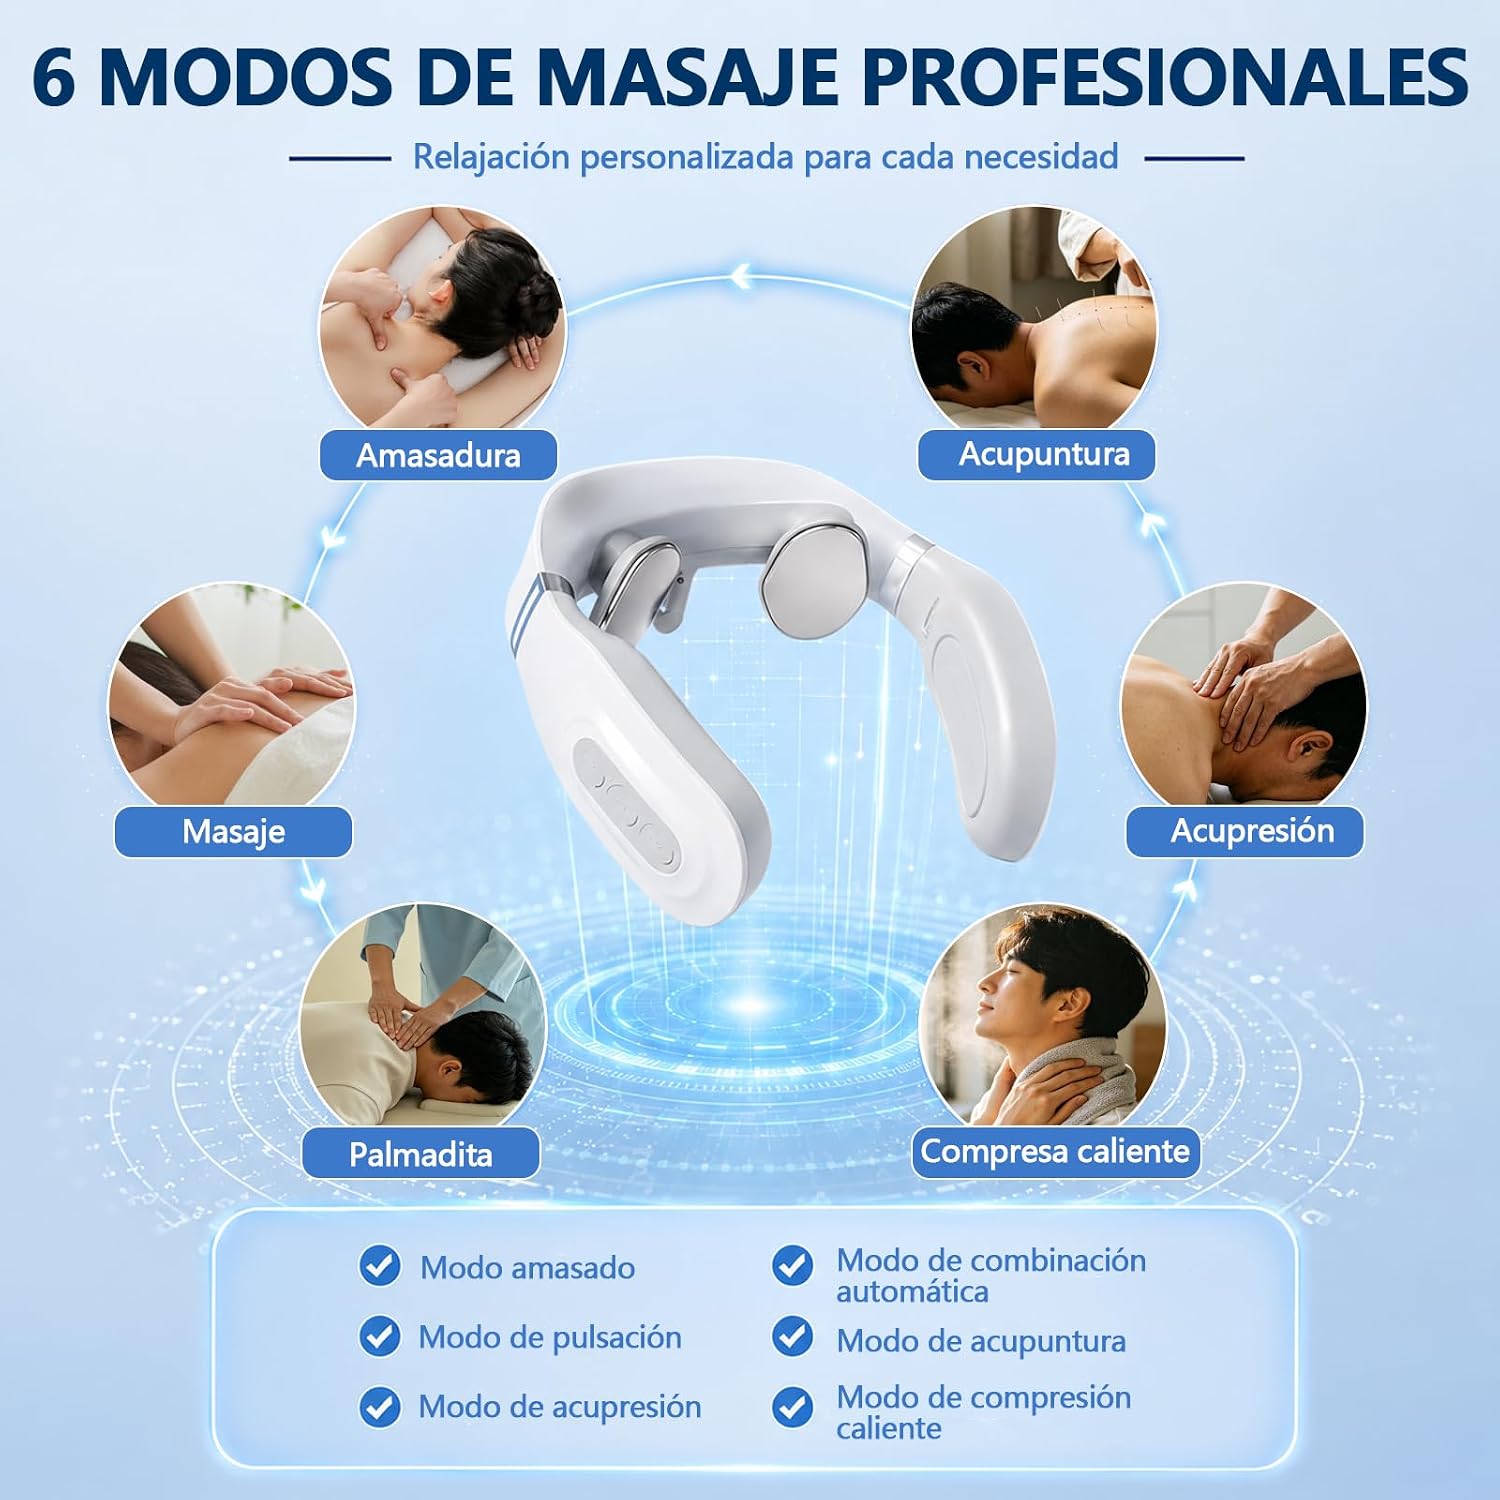 6 MODOS DE MASAJE PROFESIONALES
Relajación personalizada para cada necesidad
Amasadura
Acupuntura
Masaje
Acupresión
Palmadita
Compresa caliente
Modo amasado
Modo de pulsación
Modo de acupresión
Modo de combinación
automática
Modo de acupuntura
Modo de compresión
caliente